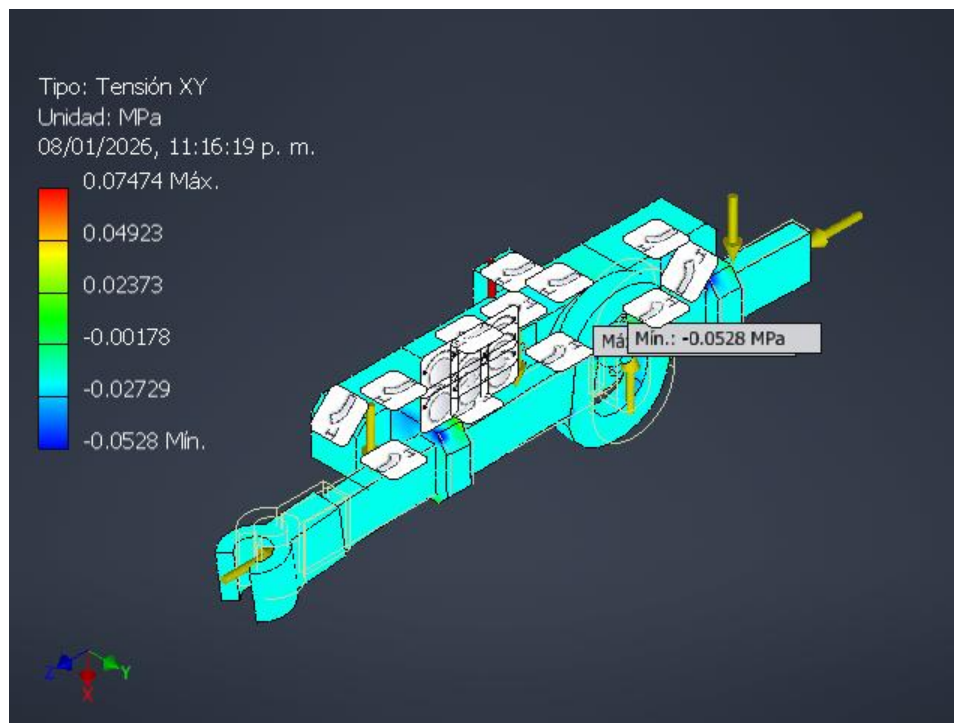 Tipo: Tensión XY
Unidad: MPa
08/01/2026, 11:16:19 p. m.
0.07474 Máx.
0.04923
0.02373
-0.00178
-0.02729
-0.0528 Mín.
Mín.: -0.0528 MPa
Z
Y
X